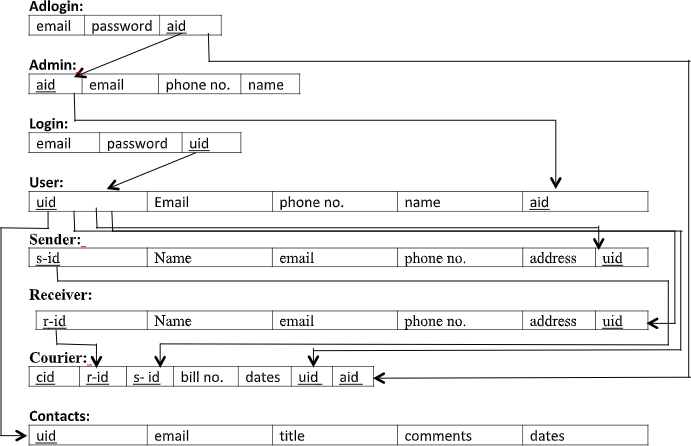 Adlogin:
email password aid
Admin:
aid email phone no. name
Login:
email password uid
User:
uid Email phone no. name aid
Sender:
s-id Name email phone no. address uid
Receiver:
r-id Name email phone no. address uid
Courier:
cid r-id s- id bill no. dates uid aid
Contacts:
uid email title comments dates